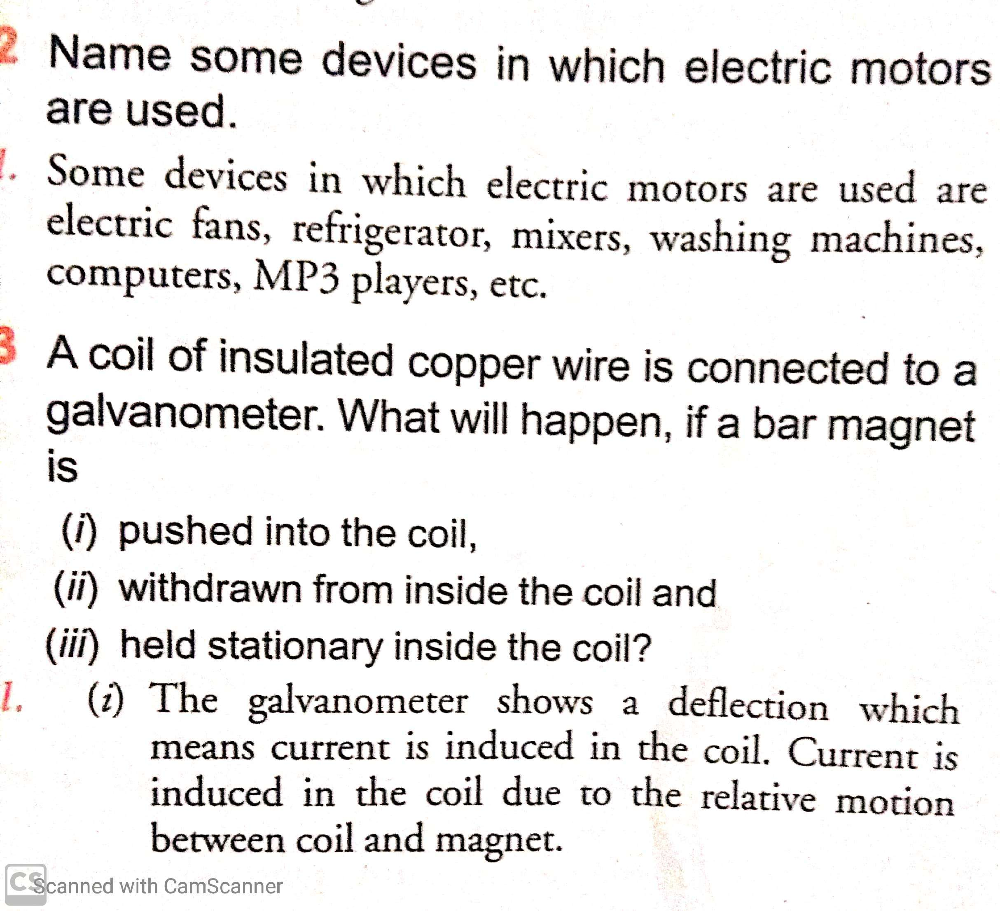 2 Name some devices in which electric motors
are used.
. Some devices in which electric motors are used are
electric fans, refrigerator, mixers, washing machines,
computers, MP3 players, etc.
3 A coil of insulated copper wire is connected to a
galvanometer. What will happen, if a bar magnet
is
(i) pushed into the coil,
(ii) withdrawn from inside the coil and
(iii) held stationary inside the coil?
l. (i) The galvanometer shows a deflection which
means current is induced in the coil. Current is
induced in the coil due to the relative motion
between coil and magnet.
CS Scanned with CamScanner